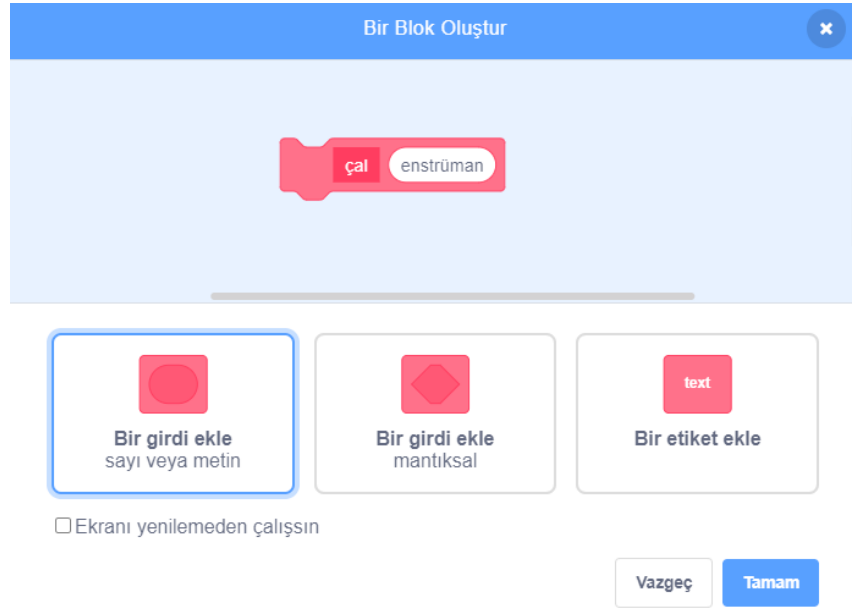 Bir Blok Oluştur
çal enstrüman
Bir girdi ekle
sayı veya metin
Bir girdi ekle
mantıksal
text
Bir etiket ekle
Ekranı yenilemeden çalışsın
Vazgeç
Tamam